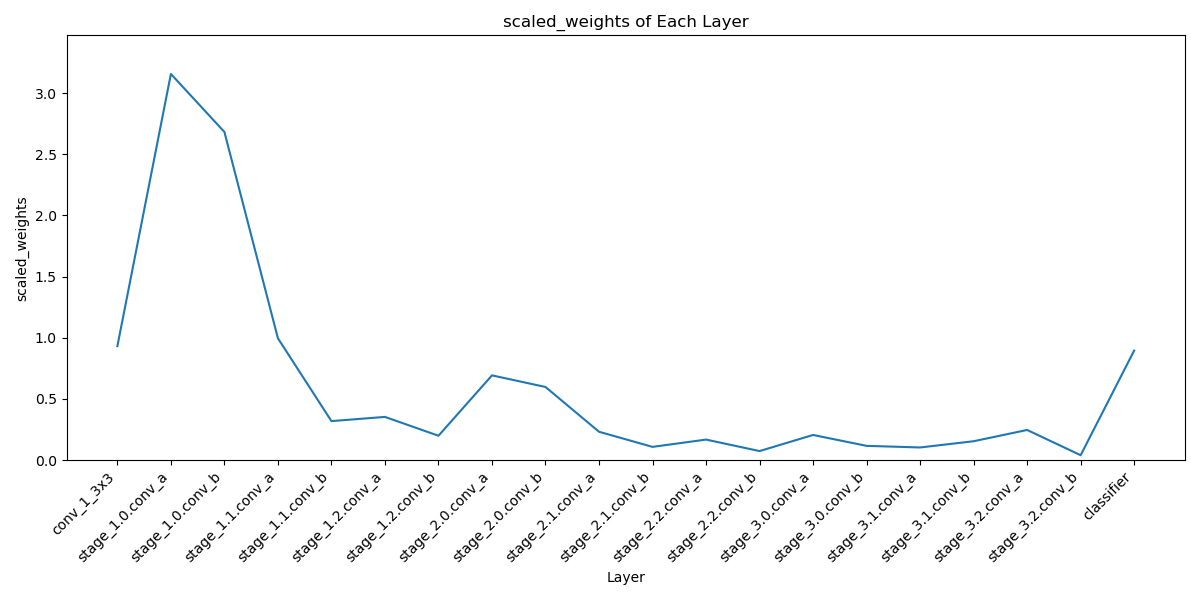 scaled_weights of Each Layer
scaled_weights
3.0
2.5
2.0
1.5
1.0
0.5
0.0
conv_1_3x3
stage_1.0.conv_a
stage_1.0.conv_b
stage_1.1.conv_a
stage_1.1.conv_b
stage_1.2.conv_a
stage_1.2.conv_b
stage_2.0.conv_a
stage_2.0.conv_b
stage_2.1.conv_a
stage_2.1.conv_b
stage_2.2.conv_a
stage_2.2.conv_b
stage_3.0.conv_a
stage_3.0.conv_b
stage_3.1.conv_a
stage_3.1.conv_b
stage_3.2.conv_a
stage_3.2.conv_b
classifier
Layer